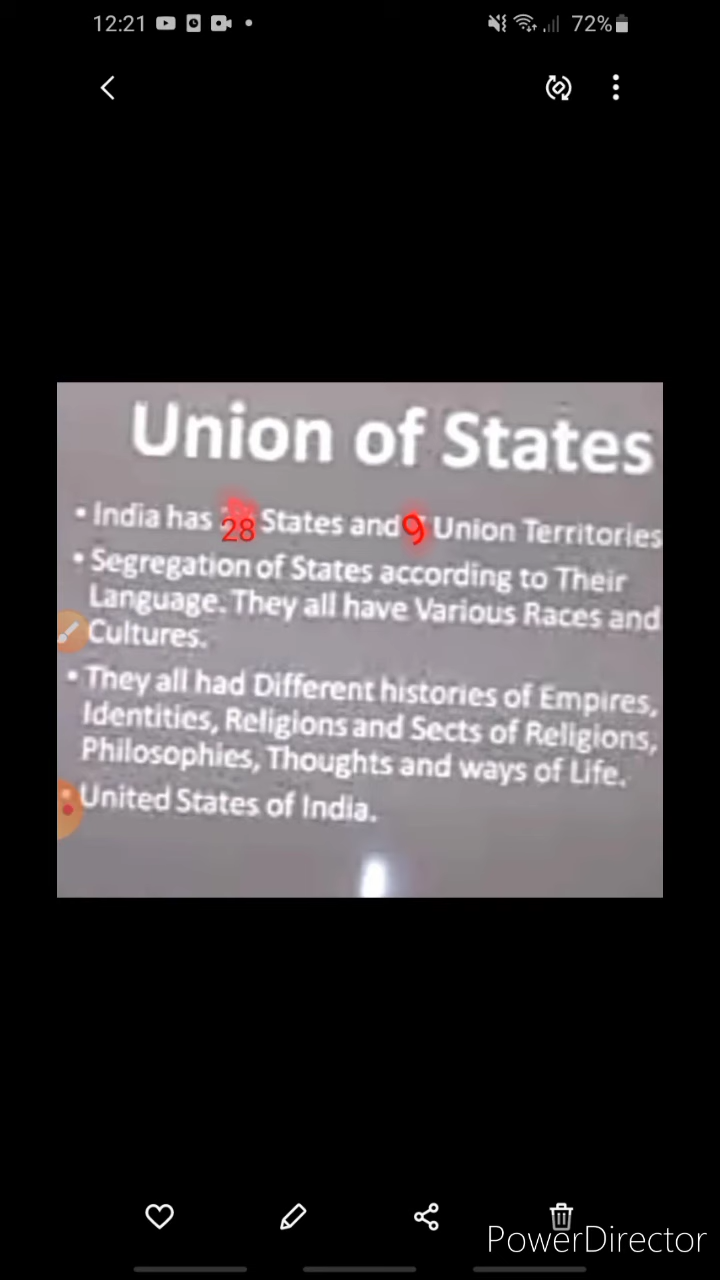 12:21
72%
Union of States
• India has 28 States and 9 Union Territories
• Segregation of States according to Their
Language. They all have Various Races and
Cultures.
• They all had Different histories of Empires,
Identities, Religions and Sects of Religions,
Philosophies, Thoughts and ways of Life.
• United States of India.
PowerDirector